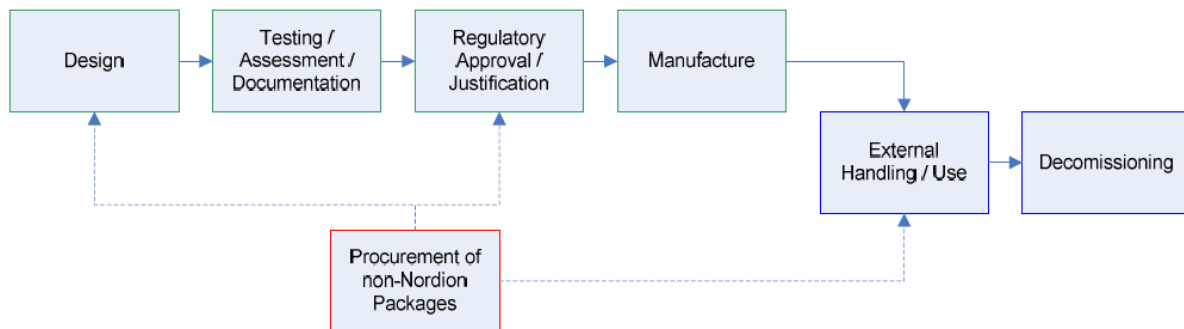 Design
Testing /
Assessment /
Documentation
Regulatory
Approval /
Justification
Manufacture
External
Handling / Use
Decomissioning
Procurement of
non-Nordion
Packages